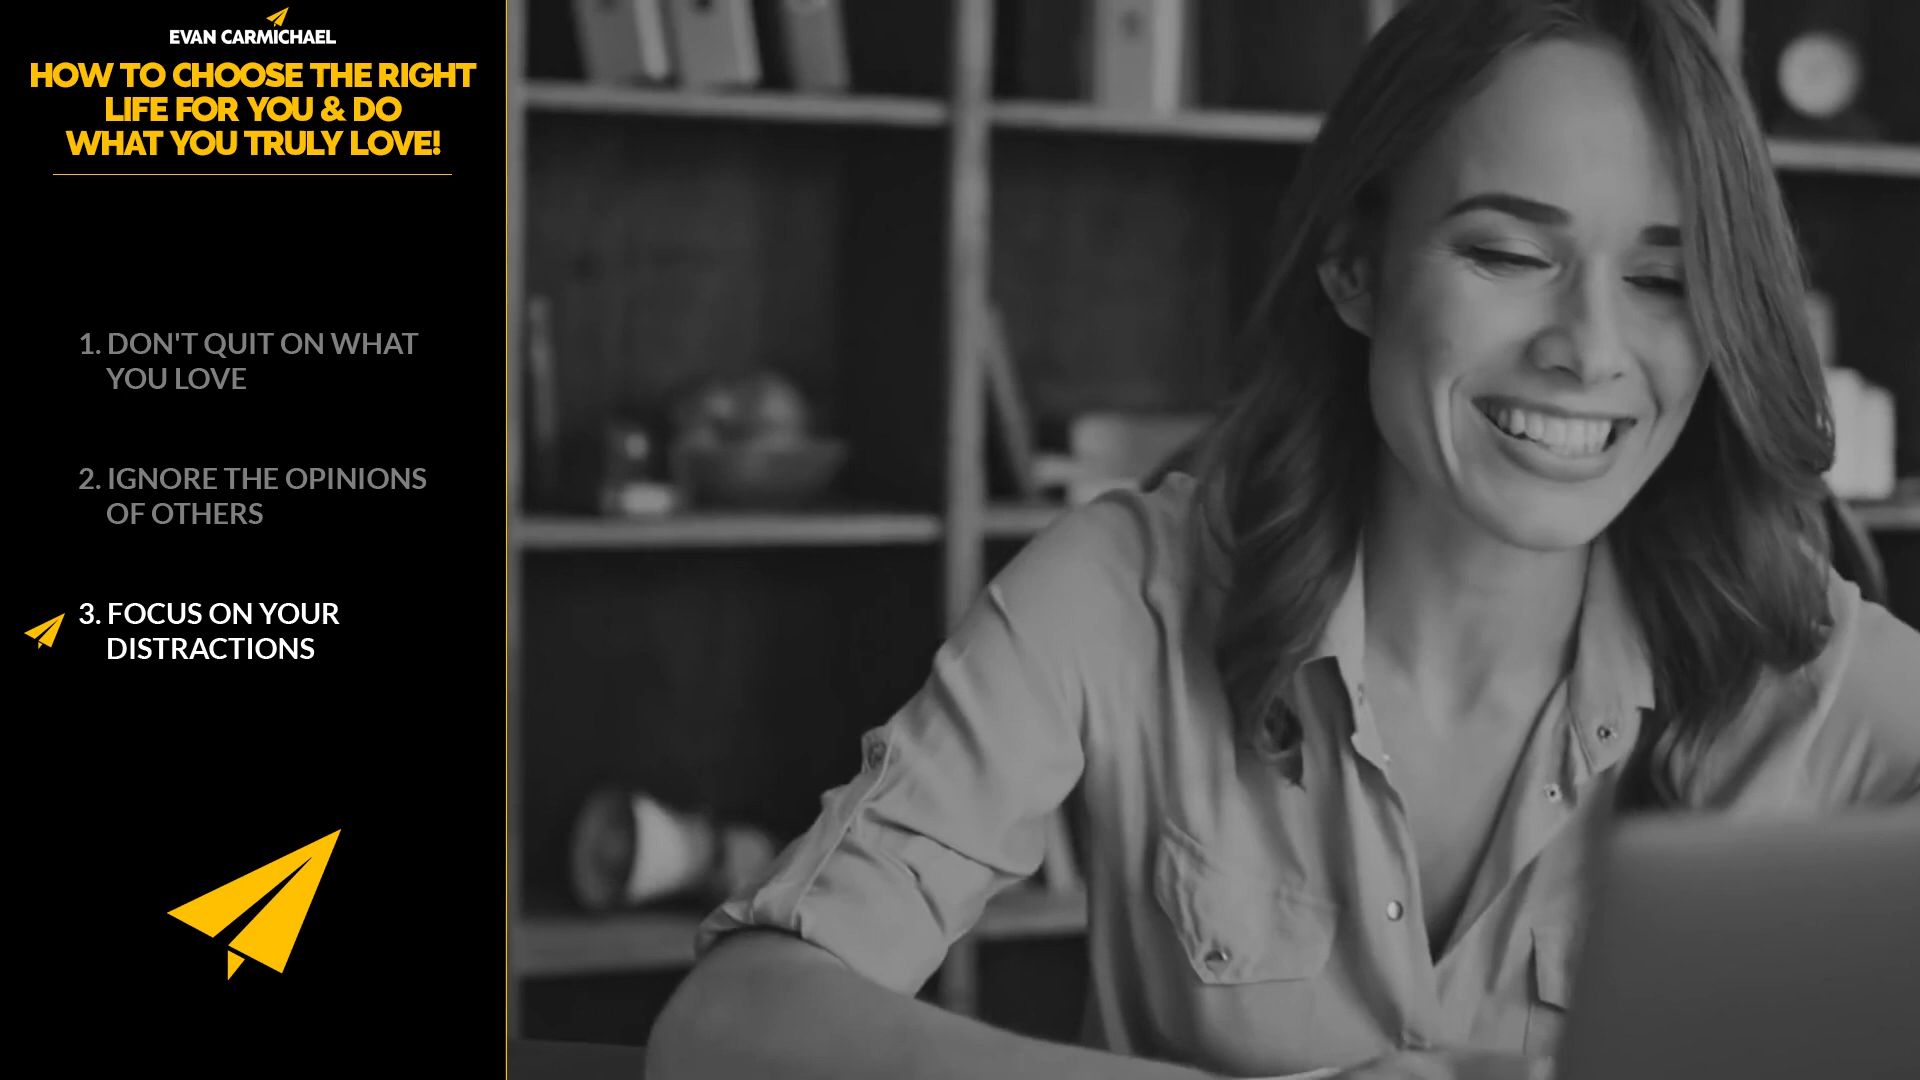 EVAN CARMICHAEL
HOW TO CHOOSE THE RIGHT
LIFE FOR YOU & DO
WHAT YOU TRULY LOVE!
1. DON'T QUIT ON WHAT
YOU LOVE
2. IGNORE THE OPINIONS
OF OTHERS
3. FOCUS ON YOUR
DISTRACTIONS